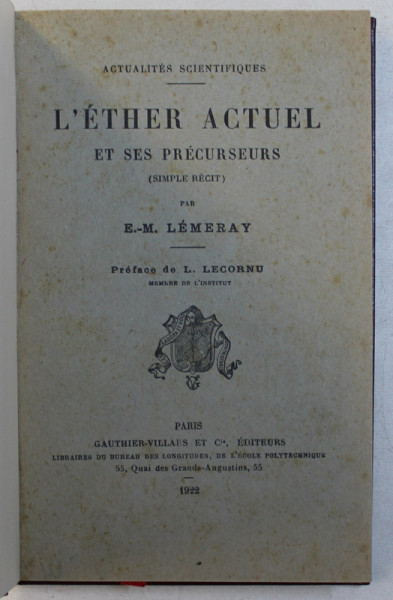 ACTUALITÉS SCIENTIFIQUES
L'ÉTHER ACTUEL
ET SES PRÉCURSEURS
(SIMPLE RÉCIT)
PAR
E.-M. LÉMERAY
Préface de L. LECORNU
MEMBRE DE L'INSTITUT
PARIS
GAUTHIER-VILLARS ET Cie, ÉDITEURS
LIBRAIRES DU BUREAU DES LONGITUDES, DE L'ÉCOLE POLYTECHNIQUE
55, Quai des Grands-Augustins, 55
1922